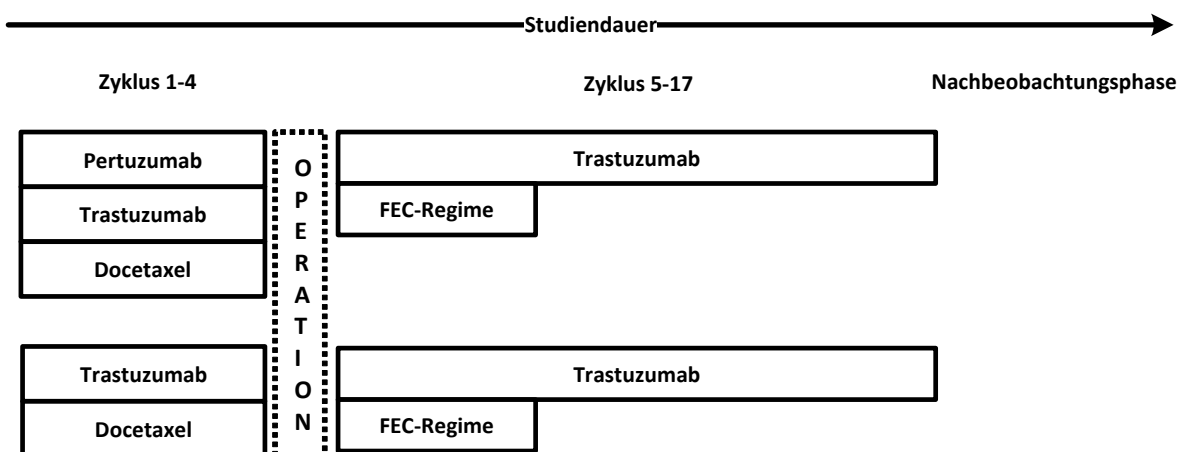 Studiendauer
Zyklus 1-4
Zyklus 5-17
Nachbeobachtungsphase
Pertuzumab
Trastuzumab
Docetaxel
OPERATION
Trastuzumab
FEC-Regime
Trastuzumab
Docetaxel
Trastuzumab
FEC-Regime